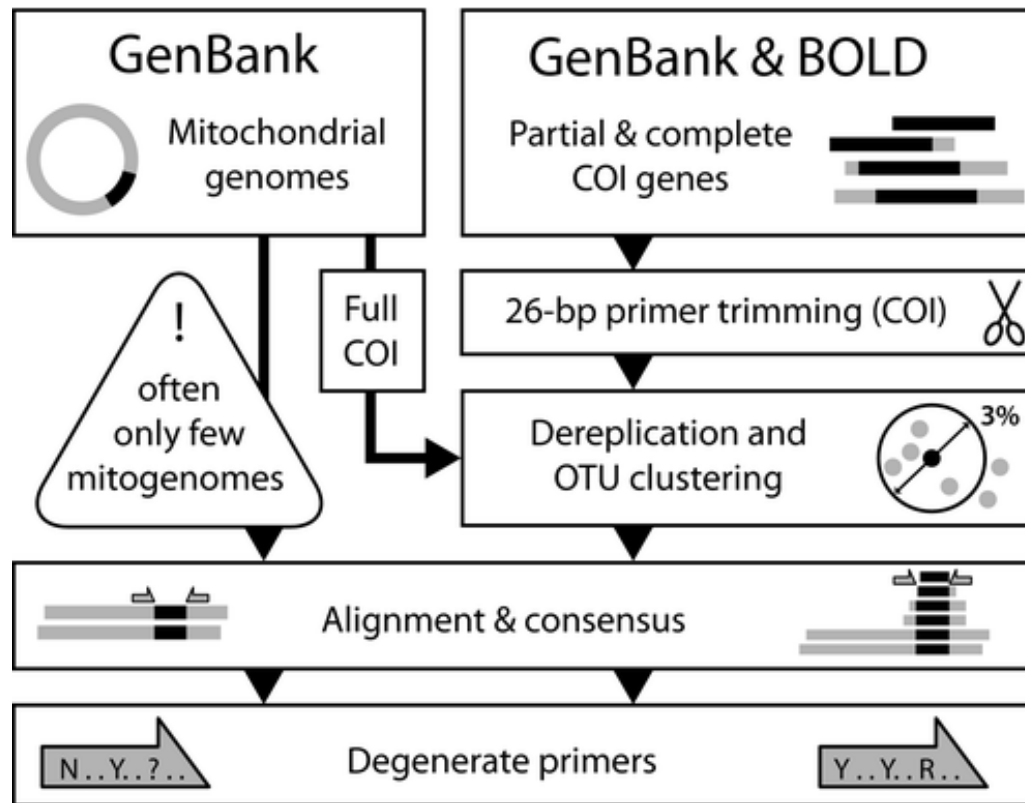 GenBank
Mitochondrial
genomes
GenBank & BOLD
Partial & complete
COI genes
!
often
only few
mitogenomes
Full
COI
26-bp primer trimming (COI)
Dereplication and
OTU clustering
3%
Alignment & consensus
N..Y..?..
Degenerate primers
Y..Y..R..